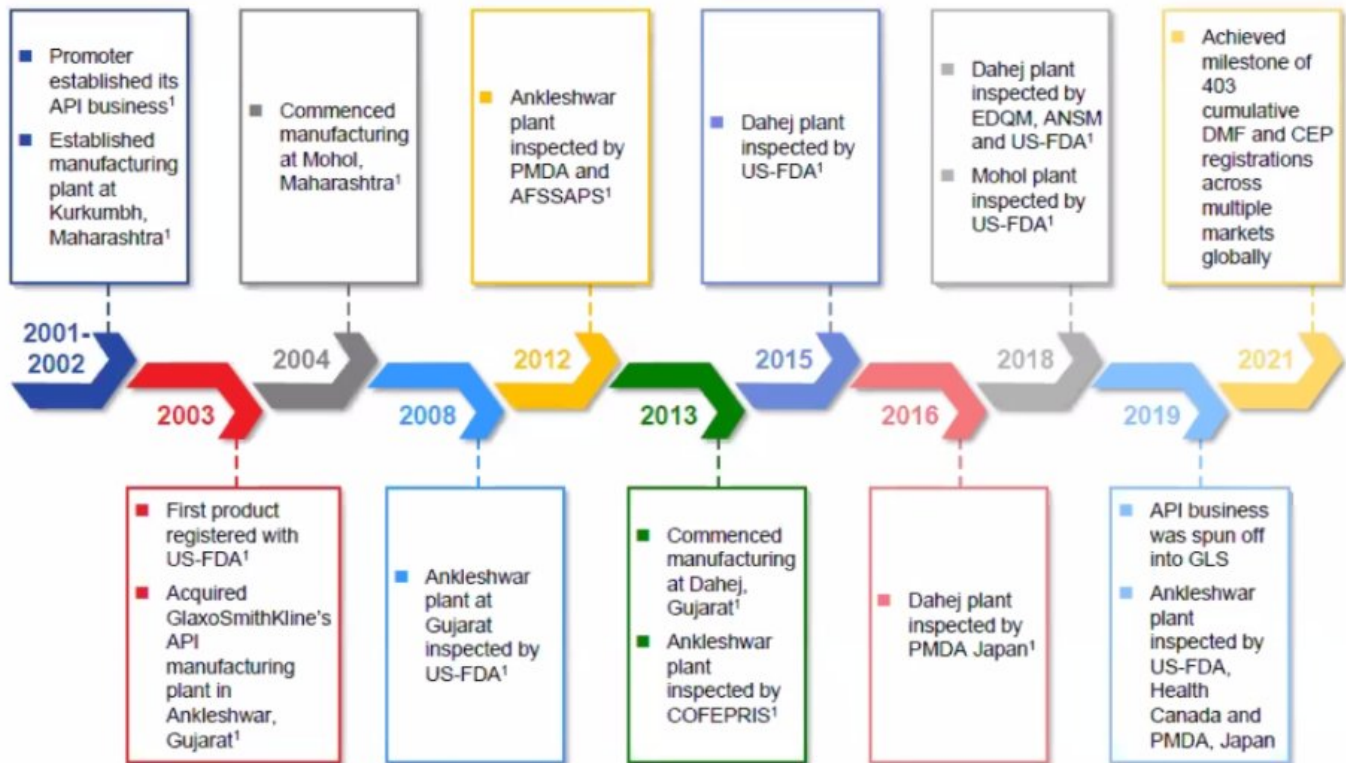 Promoter
established its
API business¹
Established
manufacturing
plant at
Kurkumbh,
Maharashtra¹
Commenced
manufacturing
at Mohol,
Maharashtra¹
Ankleshwar
plant
inspected by
PMDA and
AFSSAPS¹
Dahej plant
inspected by
US-FDA¹
Dahej plant
inspected by
EDQM, ANSM
and US-FDA¹
Mohol plant
inspected by
US-FDA¹
Achieved
milestone of
403
cumulative
DMF and CEP
registrations
across
multiple
markets
globally
2001-
2002
2003
2004
2008
2012
2013
2015
2016
2018
2019
2021
First product
registered with
US-FDA¹
Acquired
GlaxoSmithKline's
API
manufacturing
plant in
Ankleshwar,
Gujarat¹
Ankleshwar
plant at
Gujarat
inspected by
US-FDA¹
Commenced
manufacturing
at Dahej,
Gujarat¹
Ankleshwar
plant
inspected by
COFEPRIS¹
Dahej plant
inspected by
PMDA Japan¹
API business
was spun off
into GLS
Ankleshwar
plant
inspected by
US-FDA,
Health
Canada and
PMDA, Japan